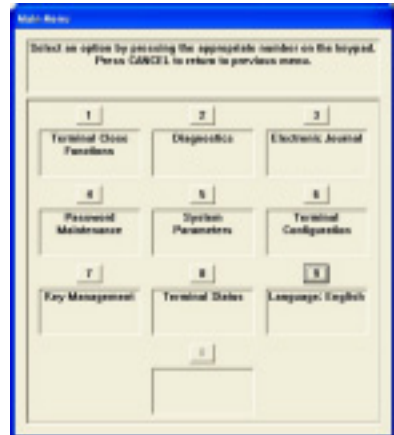 Main Menu
Select an option by pressing the appropriate number on the keypad.
Press CANCEL to return to previous menu.
1 2 3
Terminal Close Functions
Diagnostics
Electronic Journal
4 5 6
Password Maintenance
System Parameters
Terminal Configuration
7 8 9
Key Management
Terminal Status
Language: English